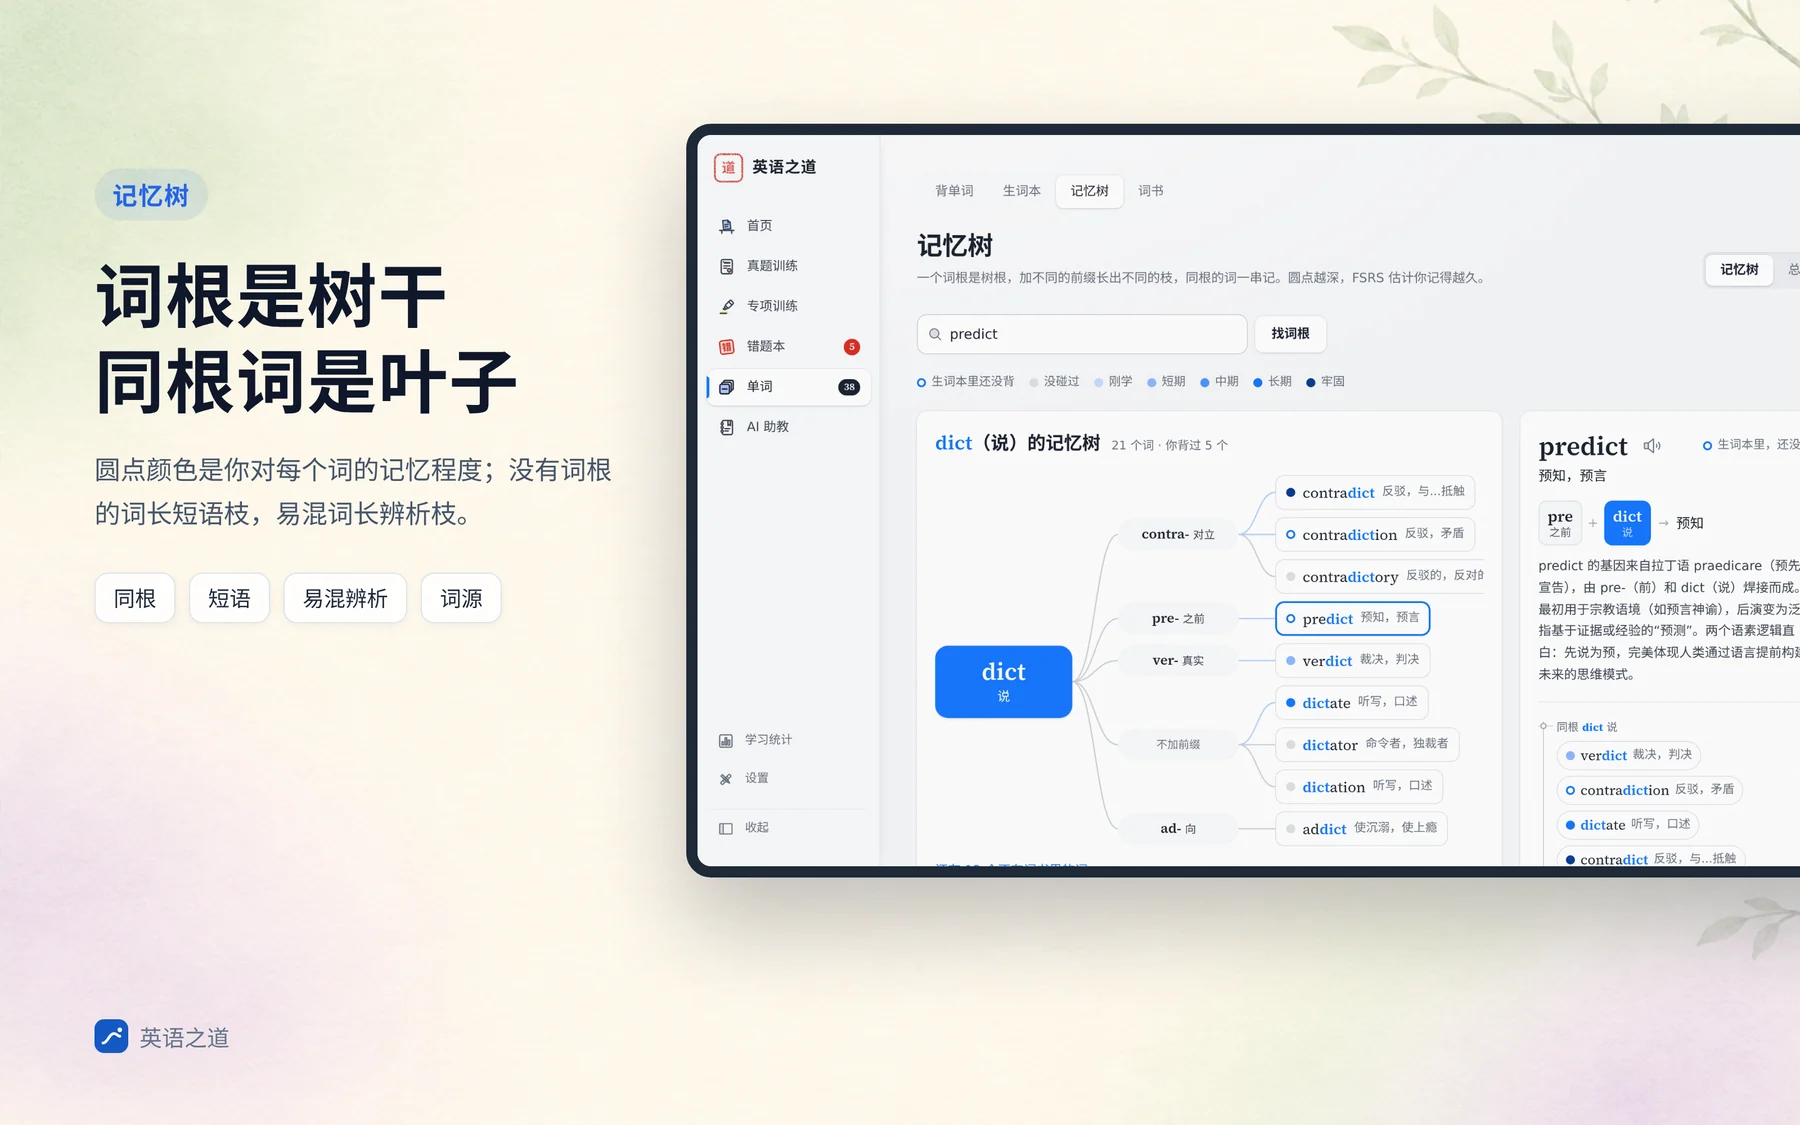 记忆树
词根是树干
同根词是叶子
圆点颜色是你对每个词的记忆程度；没有词根
的词长短语枝，易混词长辨析枝。
同根
短语
易混辨析
词源
英语之道
道 英语之道
首页
真题训练
专项训练
错 错题本 5
单词 38
AI 助教
学习统计
设置
收起
背单词 生词本 记忆树 词书
记忆树
一个词根是树根，加不同的前缀长出不同的枝，同根的词一串记。圆点越深，FSRS 估计你记得越久。
记忆树 总
predict 找词根
生词本里还没背 没碰过 刚学 短期 中期 长期 牢固
dict（说）的记忆树 21 个词 · 你背过 5 个
dict
说
contra- 对立
contradict 反驳，与...抵触
contradiction 反驳，矛盾
contradictory 反驳的，反对的
pre- 之前
predict 预知，预言
ver- 真实
verdict 裁决，判决
不加前缀
dictate 听写，口述
dictator 命令者，独裁者
dictation 听写，口述
ad- 向
addict 使沉溺，使上瘾
predict 生词本里，还没
预知，预言
pre 之前 + dict 说 → 预知
predict 的基因来自拉丁语 praedicare（预先
宣告），由 pre-（前）和 dict（说）焊接而成。
最初用于宗教语境（如预言神谕），后演变为泛
指基于证据或经验的“预测”。两个语素逻辑直
白：先说为预，完美体现人类通过语言提前构建
未来的思维模式。
同根 dict 说
verdict 裁决，判决
contradiction 反驳，矛盾
dictate 听写，口述
contradict 反驳，与...抵触